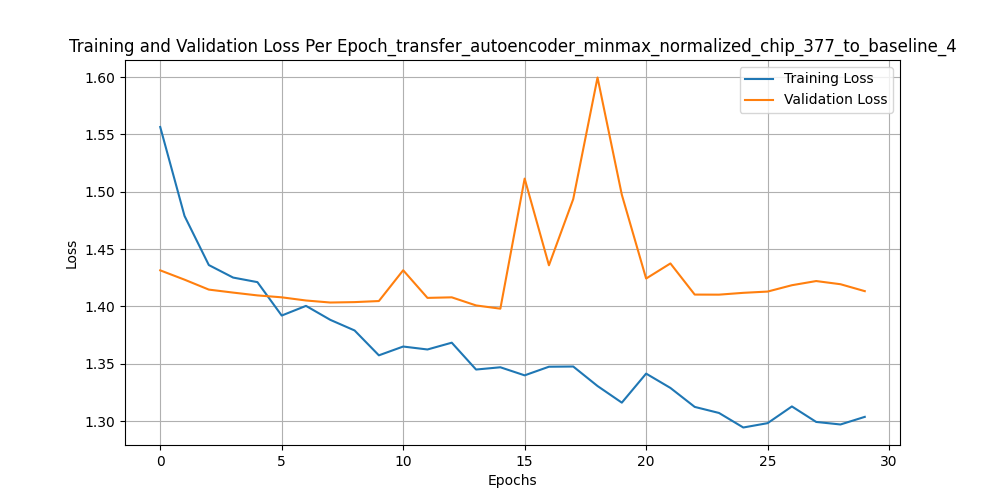 Training and Validation Loss Per Epoch_transfer_autoencoder_minmax_normalized_chip_377_to_baseline_4
Training Loss
Validation Loss
1.60
1.55
1.50
1.45
1.40
1.35
1.30
Loss
0 5 10 15 20 25 30
Epochs